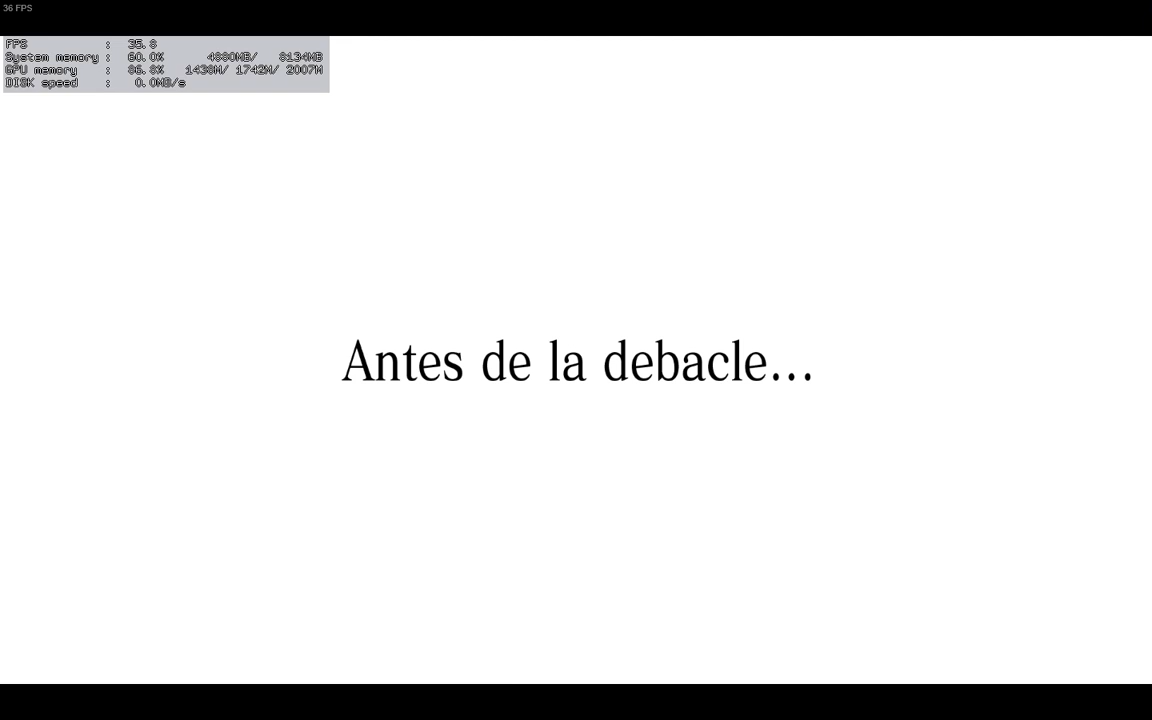 36 FPS
FPS : 35.8
System memory : 60.0% 4880MB/ 8134MB
GPU memory : 86.8% 1438M/ 1742M/ 2007M
DISK speed : 0.0MB/s
Antes de la debacle...